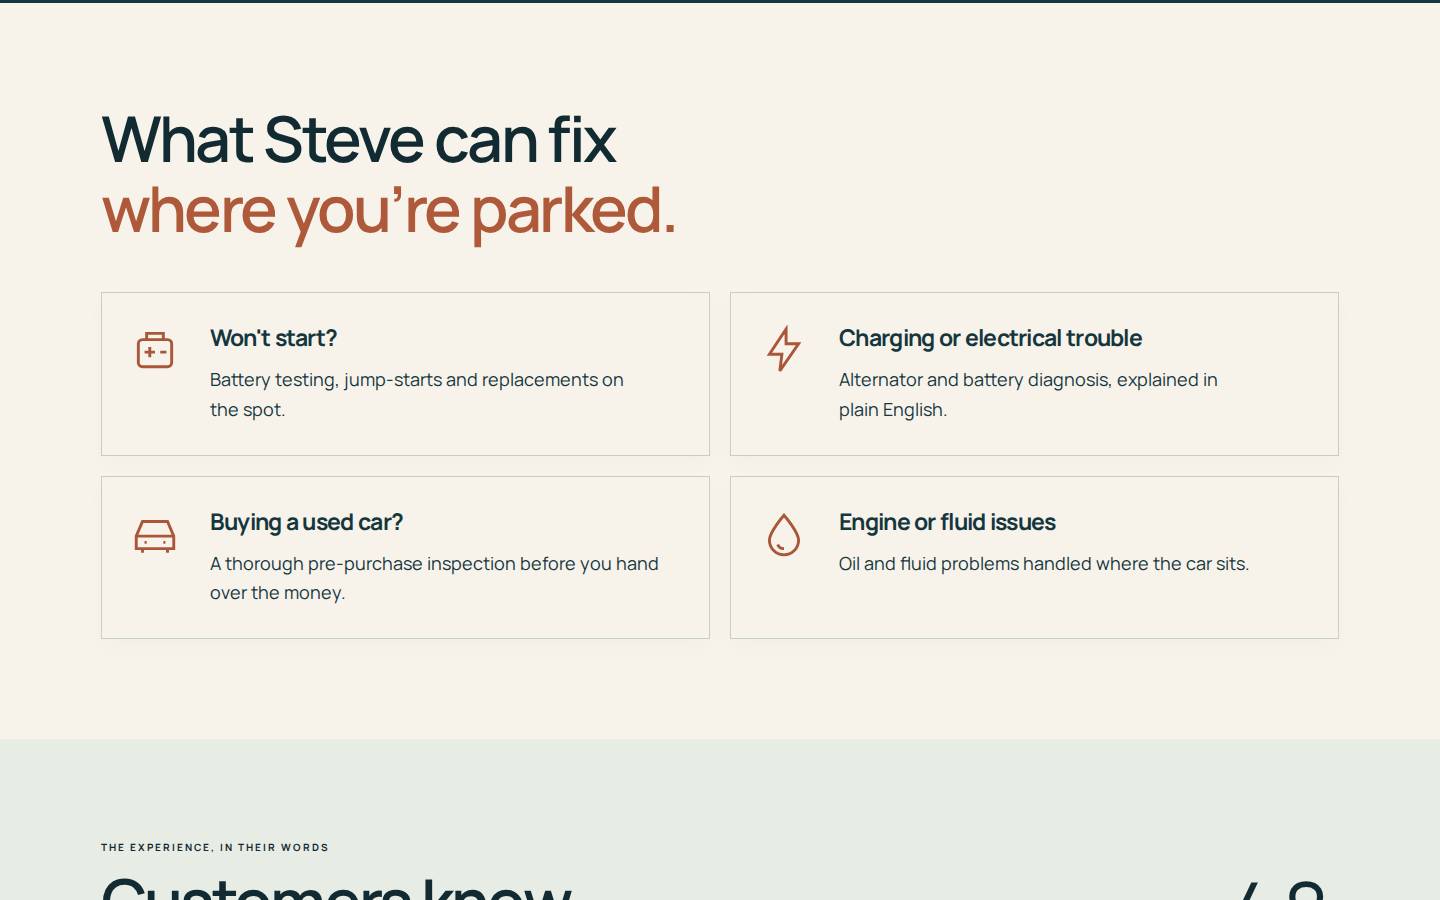 What Steve can fix
where you’re parked.
Won't start?
Battery testing, jump-starts and replacements on
the spot.
Charging or electrical trouble
Alternator and battery diagnosis, explained in
plain English.
Buying a used car?
A thorough pre-purchase inspection before you hand
over the money.
Engine or fluid issues
Oil and fluid problems handled where the car sits.
THE EXPERIENCE, IN THEIR WORDS
Customers know